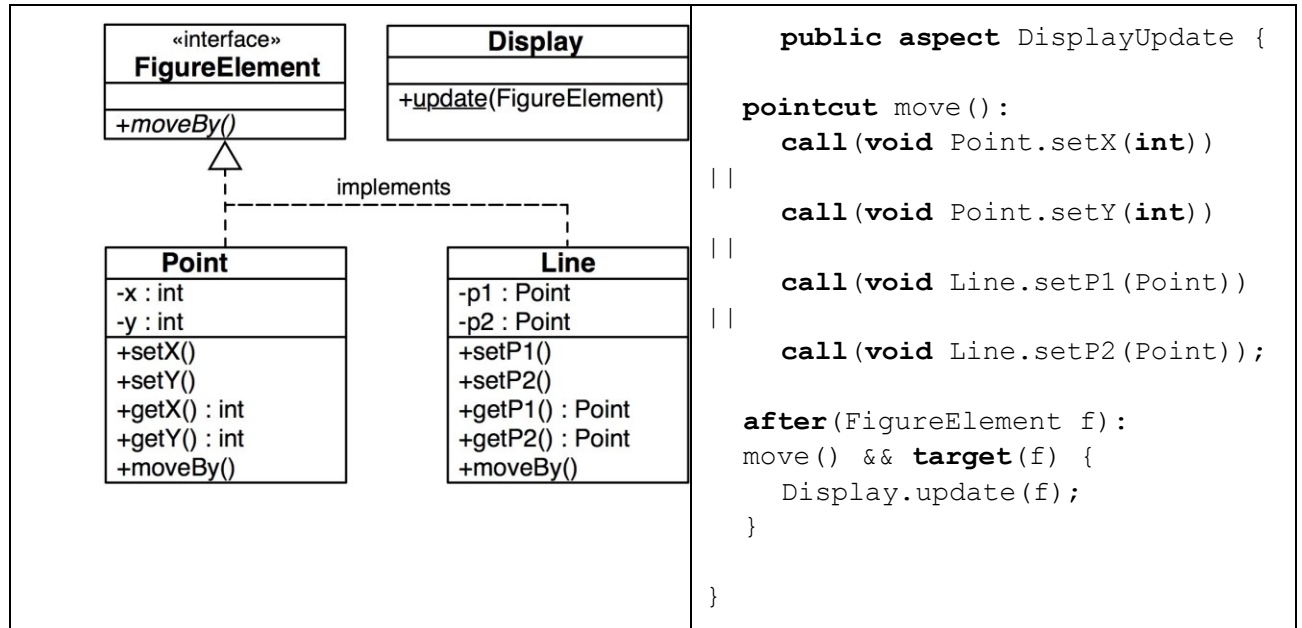 «interface»
FigureElement
+moveBy()
Display
+update(FigureElement)
implements
Point
-x : int
-y : int
+setX()
+setY()
+getX() : int
+getY() : int
+moveBy()
Line
-p1 : Point
-p2 : Point
+setP1()
+setP2()
+getP1() : Point
+getP2() : Point
+moveBy()
public aspect DisplayUpdate {
pointcut move():
call(void Point.setX(int))
||
call(void Point.setY(int))
||
call(void Line.setP1(Point))
||
call(void Line.setP2(Point));
after(FigureElement f):
move() && target(f) {
Display.update(f);
}
}